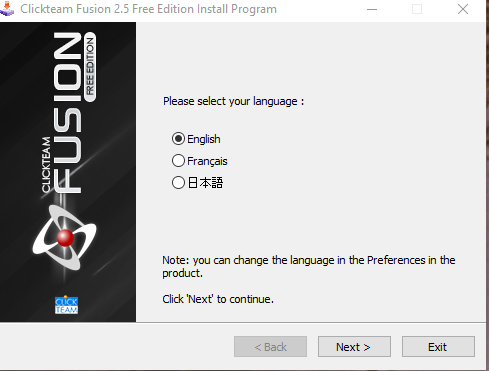 Clickteam Fusion 2.5 Free Edition Install Program
CLICKTEAM
FUSION
FREE EDITION
CLICK
TEAM
Please select your language :
English
Français
日本語
Note: you can change the language in the Preferences in the
product.
Click 'Next' to continue.
< Back
Next >
Exit